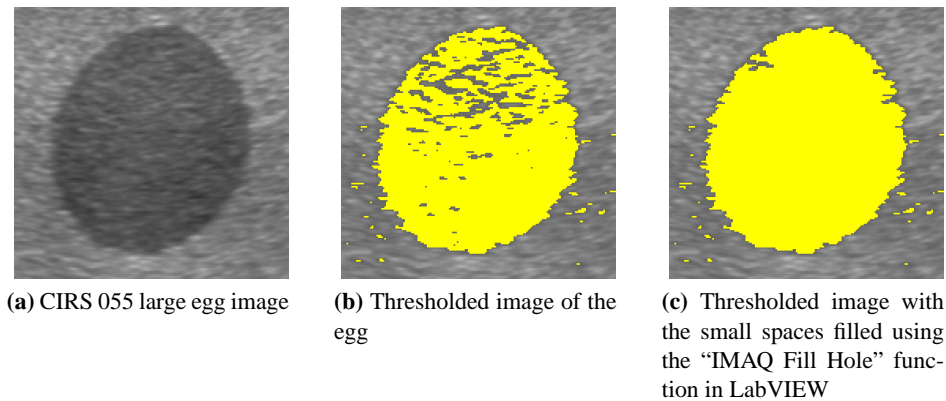 (a) CIRS 055 large egg image
(b) Thresholded image of the
egg
(c) Thresholded image with
the small spaces filled using
the “IMAQ Fill Hole” func-
tion in LabVIEW